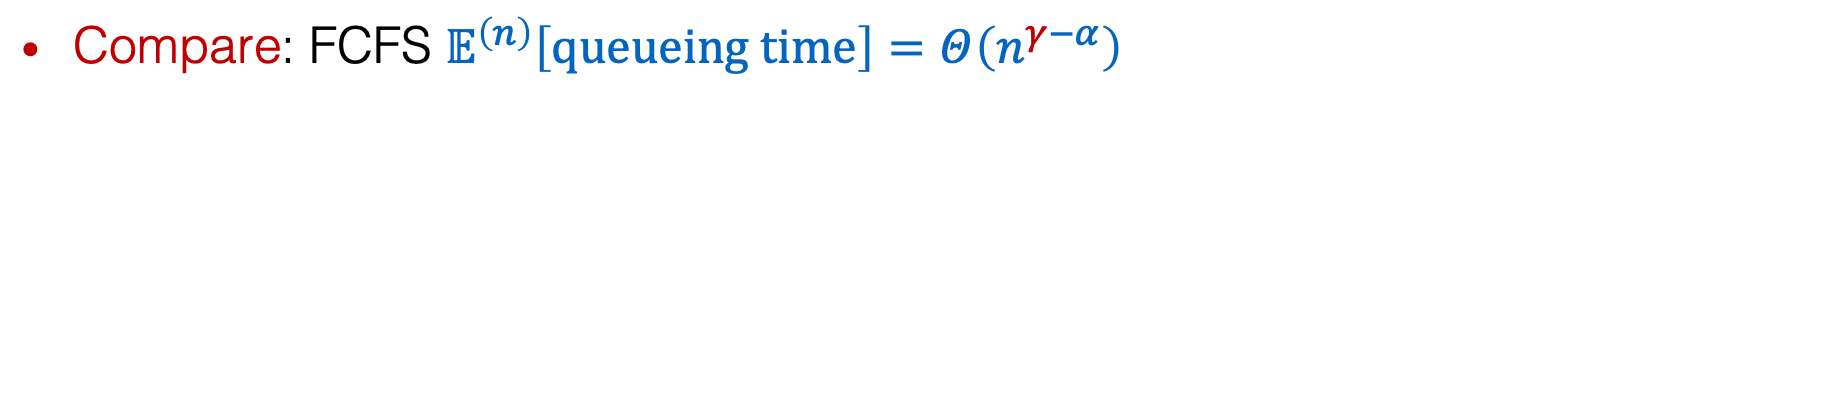 • Compare: FCFS 𝔼⁽ⁿ⁾[queueing time] = Θ(n^{γ−α})